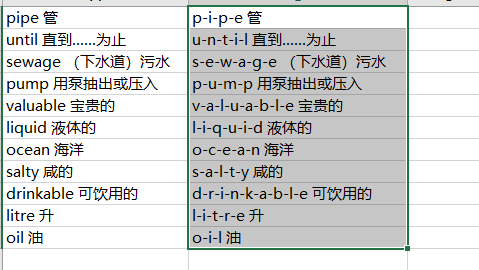 pipe 管 p-i-p-e 管
until 直到……为止 u-n-t-i-l 直到……为止
sewage （下水道）污水 s-e-w-a-g-e （下水道）污水
pump 用泵抽出或压入 p-u-m-p 用泵抽出或压入
valuable 宝贵的 v-a-l-u-a-b-l-e 宝贵的
liquid 液体的 l-i-q-u-i-d 液体的
ocean 海洋 o-c-e-a-n 海洋
salty 咸的 s-a-l-t-y 咸的
drinkable 可饮用的 d-r-i-n-k-a-b-l-e 可饮用的
litre 升 l-i-t-r-e 升
oil 油 o-i-l 油